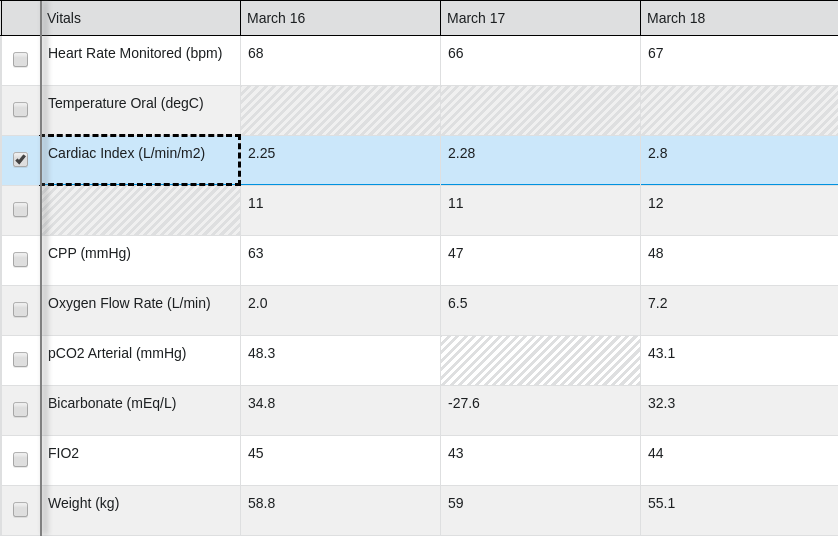 Vitals March 16 March 17 March 18
Heart Rate Monitored (bpm) 68 66 67
Temperature Oral (degC)
Cardiac Index (L/min/m2) 2.25 2.28 2.8
11 11 12
CPP (mmHg) 63 47 48
Oxygen Flow Rate (L/min) 2.0 6.5 7.2
pCO2 Arterial (mmHg) 48.3 43.1
Bicarbonate (mEq/L) 34.8 -27.6 32.3
FIO2 45 43 44
Weight (kg) 58.8 59 55.1